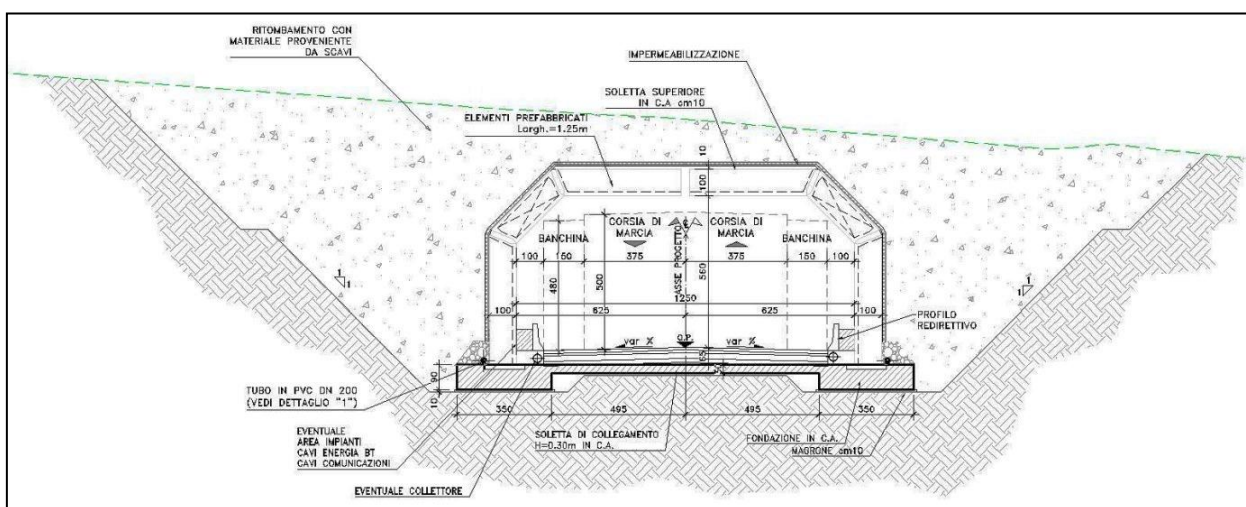 RITOMBAMENTO CON
MATERIALE PROVENIENTE
DA SCAVI
IMPERMEABILIZZAZIONE
SOLETTA SUPERIORE
IN C.A cm10
ELEMENTI PREFABBRICATI
Largh.=1.25m
10
100
CORSIA DI
MARCIA
CORSIA DI
MARCIA
BANCHINA
BANCHINA
100 150 375 375 150 100
ASSE PROGETTO
480
500
560
1250
100 625 625 100
PROFILO
REDIRETTIVO
var % Q.P. var %
65
1 1
1 1
90
10
TUBO IN PVC DN 200
(VEDI DETTAGLIO "1")
350 495 495 350
EVENTUALE
AREA IMPIANTI
CAVI ENERGIA BT
CAVI COMUNICAZIONI
SOLETTA DI COLLEGAMENTO
H=0.30m IN C.A.
FONDAZIONE IN C.A.
MAGRONE cm10
EVENTUALE COLLETTORE